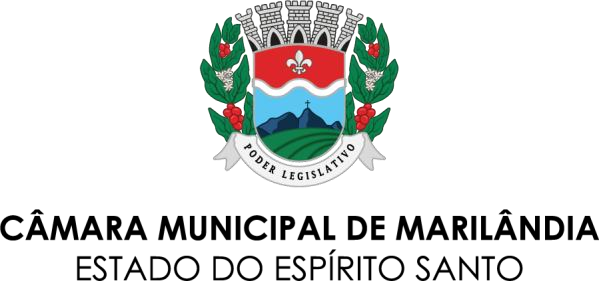 PODER LEGISLATIVO
CÂMARA MUNICIPAL DE MARILÂNDIA
ESTADO DO ESPÍRITO SANTO